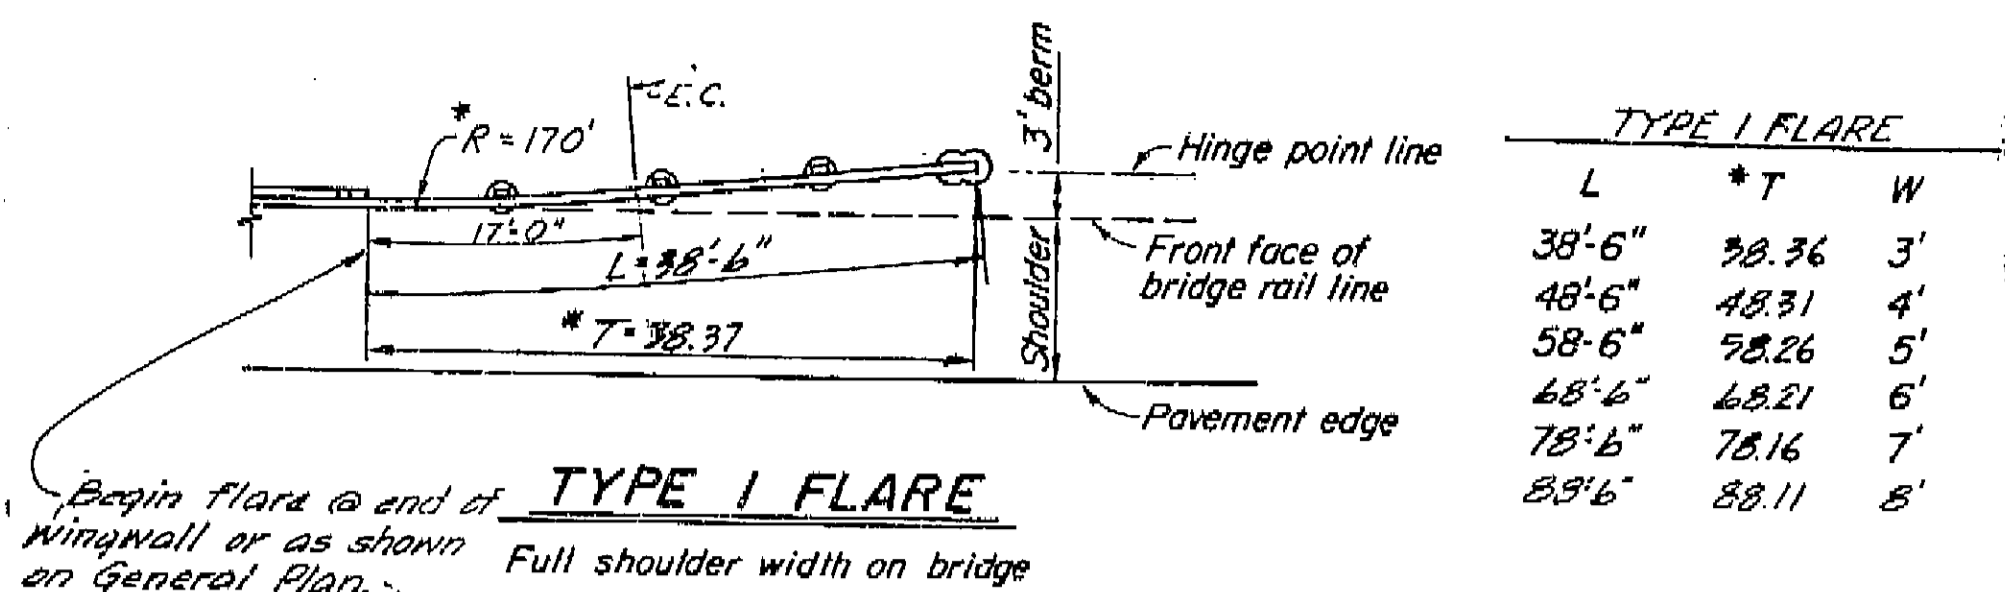 E.C.
* R = 170'
3' berm
Hinge point line
17'-0"
L = 38'-6"
Front face of
bridge rail line
Shoulder
* T = 38.37
Pavement edge
Begin flare @ end of
Wingwall or as shown
on General Plan.
TYPE 1 FLARE
Full shoulder width on bridge
TYPE 1 FLARE
L * T W
38'-6" 38.36 3'
48'-6" 48.31 4'
58-6" 58.26 5'
68'-6" 68.21 6'
78'-6" 78.16 7'
88.11 8'